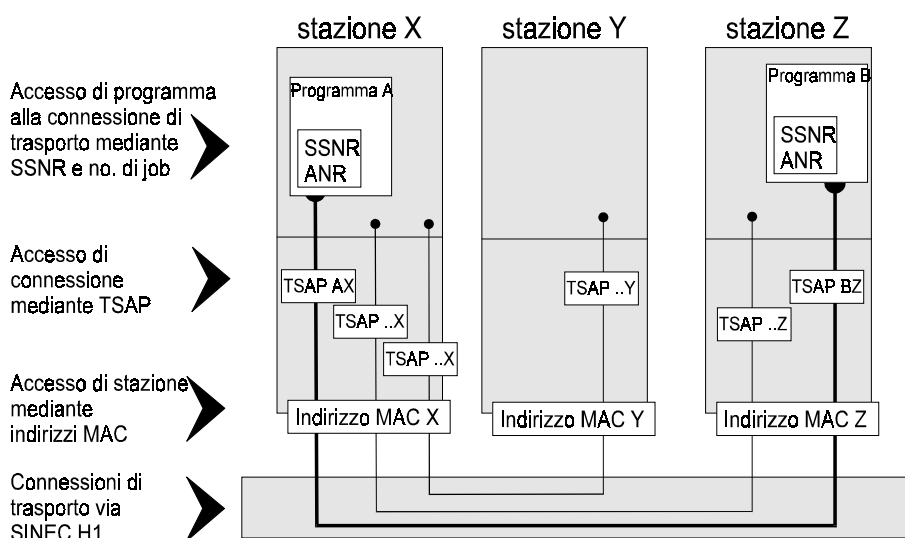 stazione X
stazione Y
stazione Z
Accesso di programma
alla connessione di
trasporto mediante
SSNR e no. di job
Programma A
SSNR
ANR
Programma B
SSNR
ANR
Accesso di
connessione
mediante TSAP
TSAP AX
TSAP ..X
TSAP ..X
TSAP ..Y
TSAP ..Z
TSAP BZ
Accesso di stazione
mediante
indirizzi MAC
Indirizzo MAC X
Indirizzo MAC Y
Indirizzo MAC Z
Connessioni di
trasporto via
SINEC H1